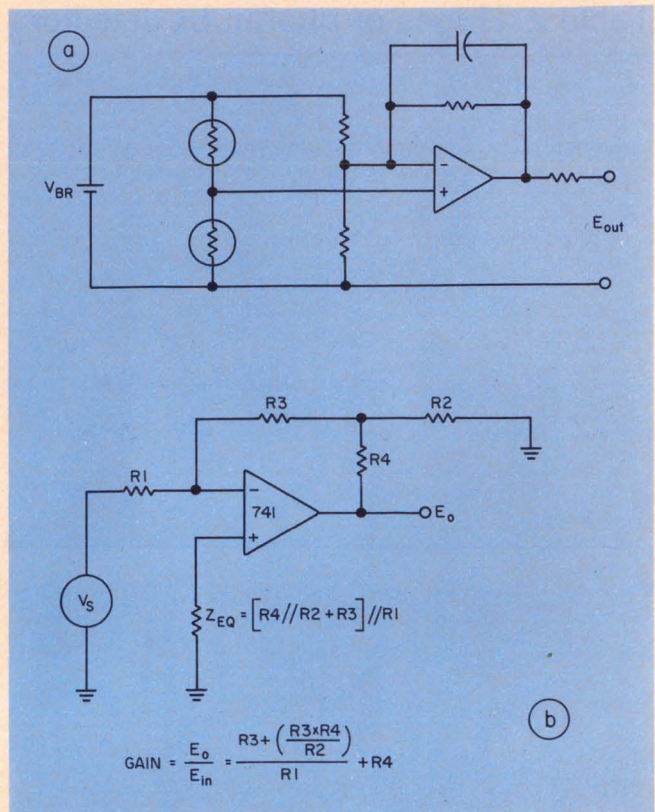 a
V_BR
E_out
R3
R2
R4
R1
741
E_o
V_S
Z_EQ = [R4//R2 + R3]//R1
GAIN = E_o/E_in = (R3 + (R3xR4/R2))/R1 + R4
b